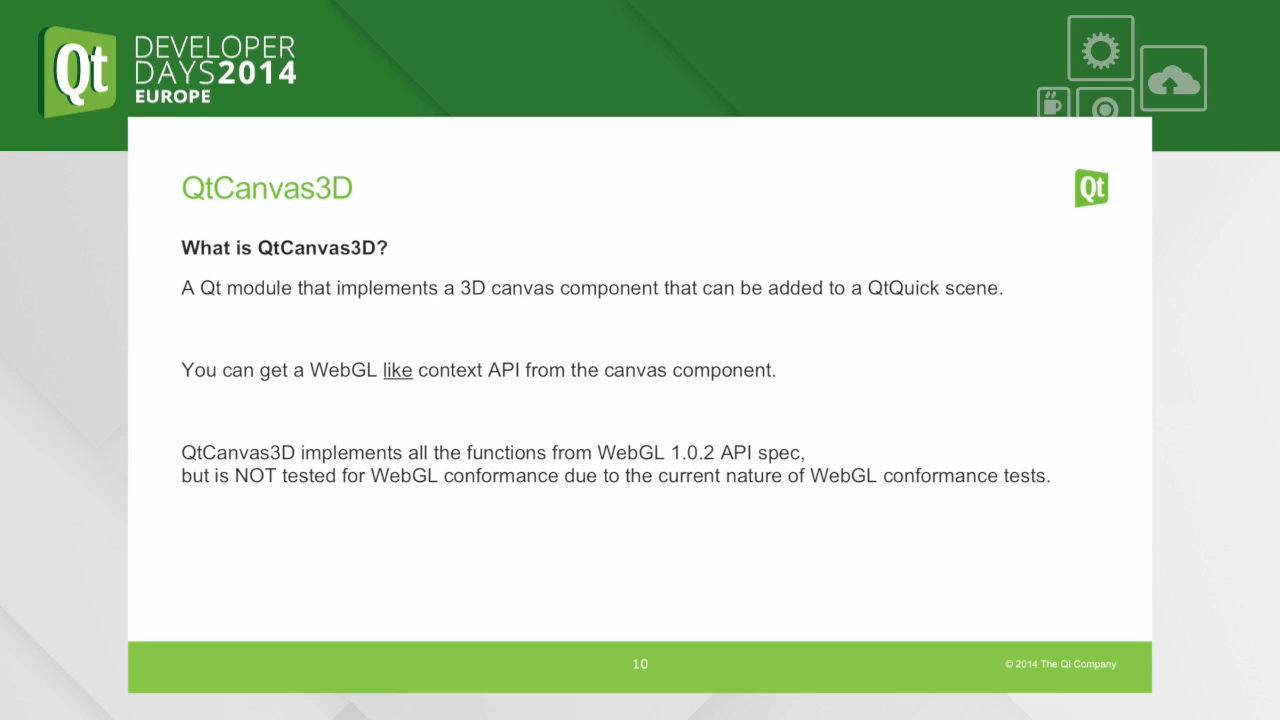 Qt
DEVELOPER
DAYS2014
EUROPE
QtCanvas3D
Qt
What is QtCanvas3D?
A Qt module that implements a 3D canvas component that can be added to a QtQuick scene.
You can get a WebGL like context API from the canvas component.
QtCanvas3D implements all the functions from WebGL 1.0.2 API spec,
but is NOT tested for WebGL conformance due to the current nature of WebGL conformance tests.
10
© 2014 The Qt Company